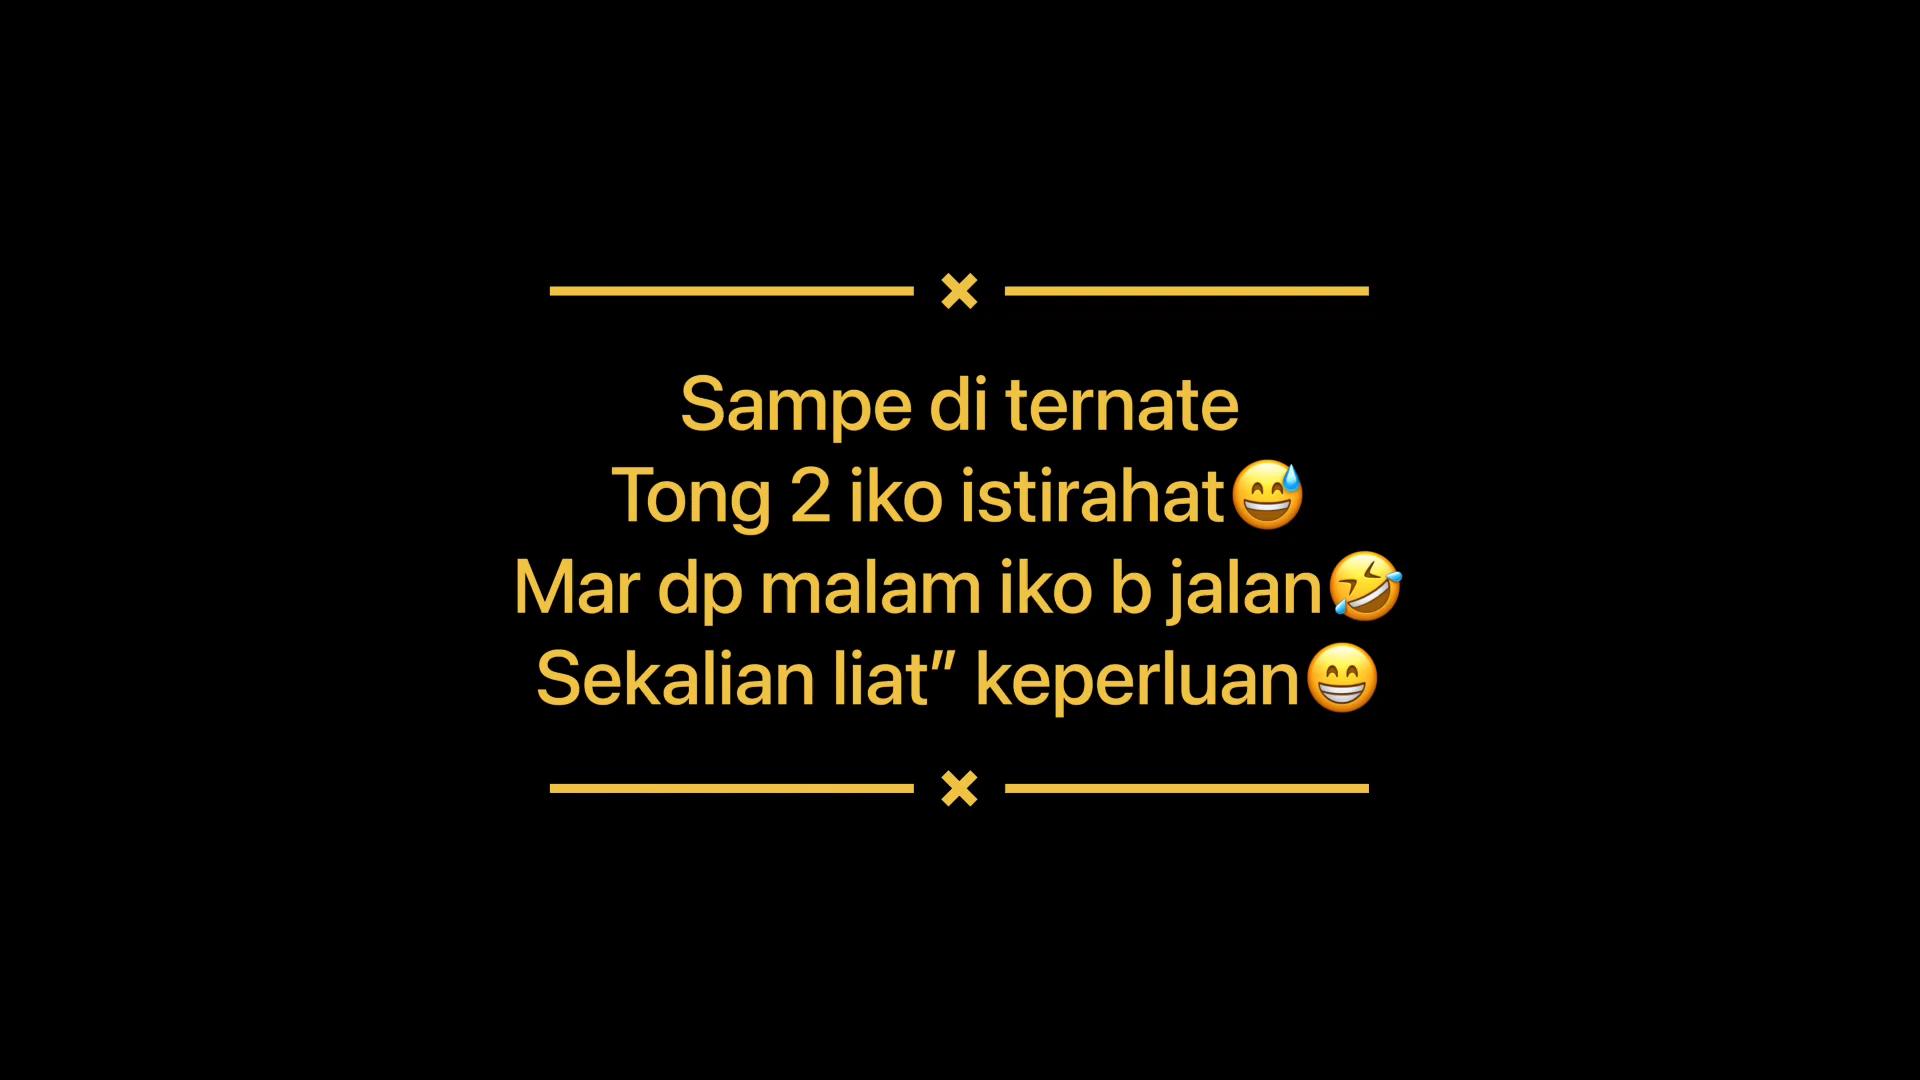 Sampe di ternate
Tong 2 iko istirahat😅
Mar dp malam iko b jalan🤣
Sekalian liat” keperluan😁